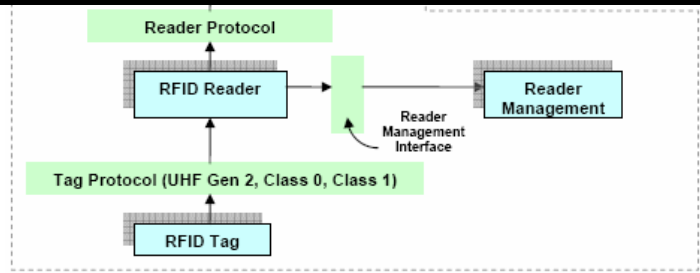 Reader Protocol
RFID Reader
Reader
Management
Reader
Management
Interface
Tag Protocol (UHF Gen 2, Class 0, Class 1)
RFID Tag